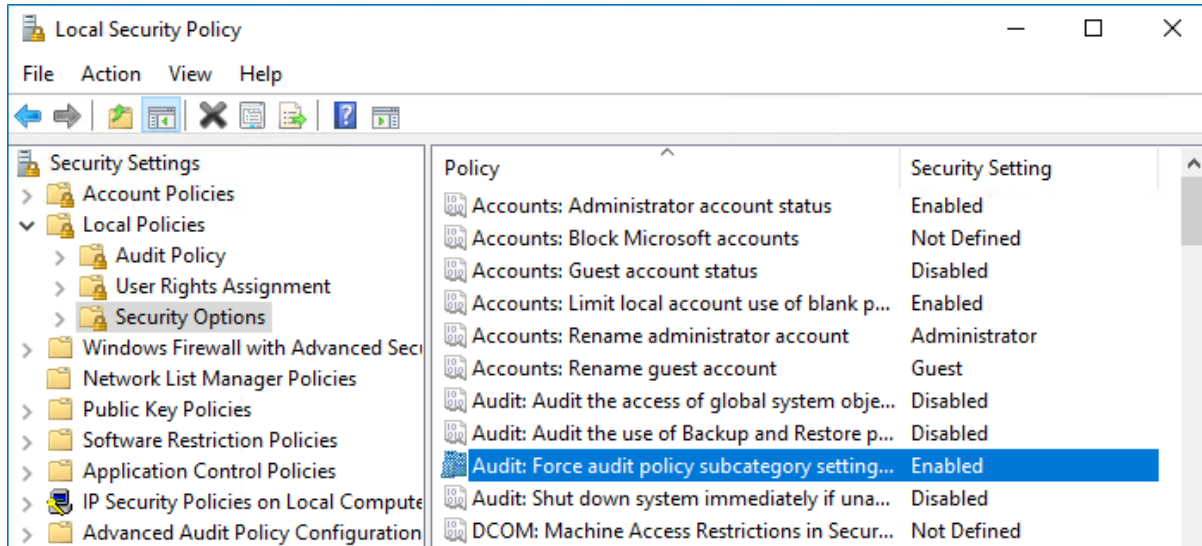 Local Security Policy
File Action View Help
Security Settings
Account Policies
Local Policies
Audit Policy
User Rights Assignment
Security Options
Windows Firewall with Advanced Secu
Network List Manager Policies
Public Key Policies
Software Restriction Policies
Application Control Policies
IP Security Policies on Local Compute
Advanced Audit Policy Configuration
Policy Security Setting
Accounts: Administrator account status Enabled
Accounts: Block Microsoft accounts Not Defined
Accounts: Guest account status Disabled
Accounts: Limit local account use of blank p... Enabled
Accounts: Rename administrator account Administrator
Accounts: Rename guest account Guest
Audit: Audit the access of global system obje... Disabled
Audit: Audit the use of Backup and Restore p... Disabled
Audit: Force audit policy subcategory setting... Enabled
Audit: Shut down system immediately if una... Disabled
DCOM: Machine Access Restrictions in Secur... Not Defined